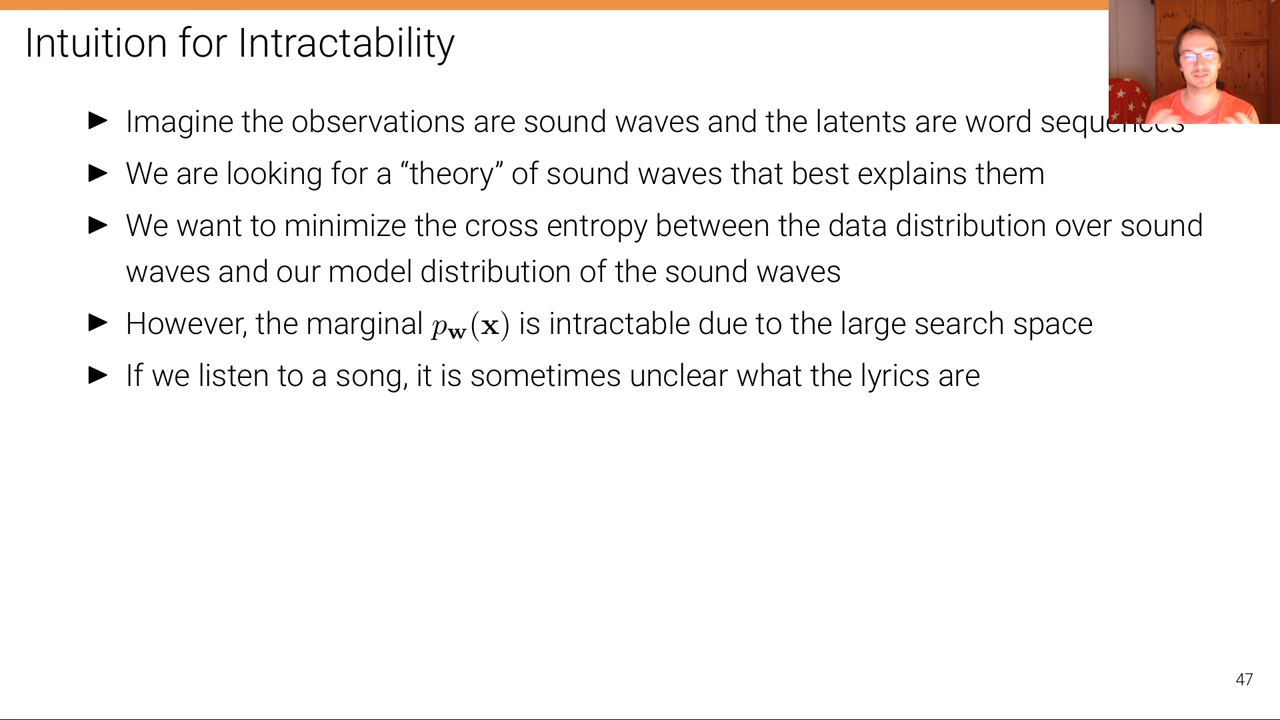 Intuition for Intractability
► Imagine the observations are sound waves and the latents are word sequences
► We are looking for a “theory” of sound waves that best explains them
► We want to minimize the cross entropy between the data distribution over sound
waves and our model distribution of the sound waves
► However, the marginal p_w(x) is intractable due to the large search space
► If we listen to a song, it is sometimes unclear what the lyrics are
47